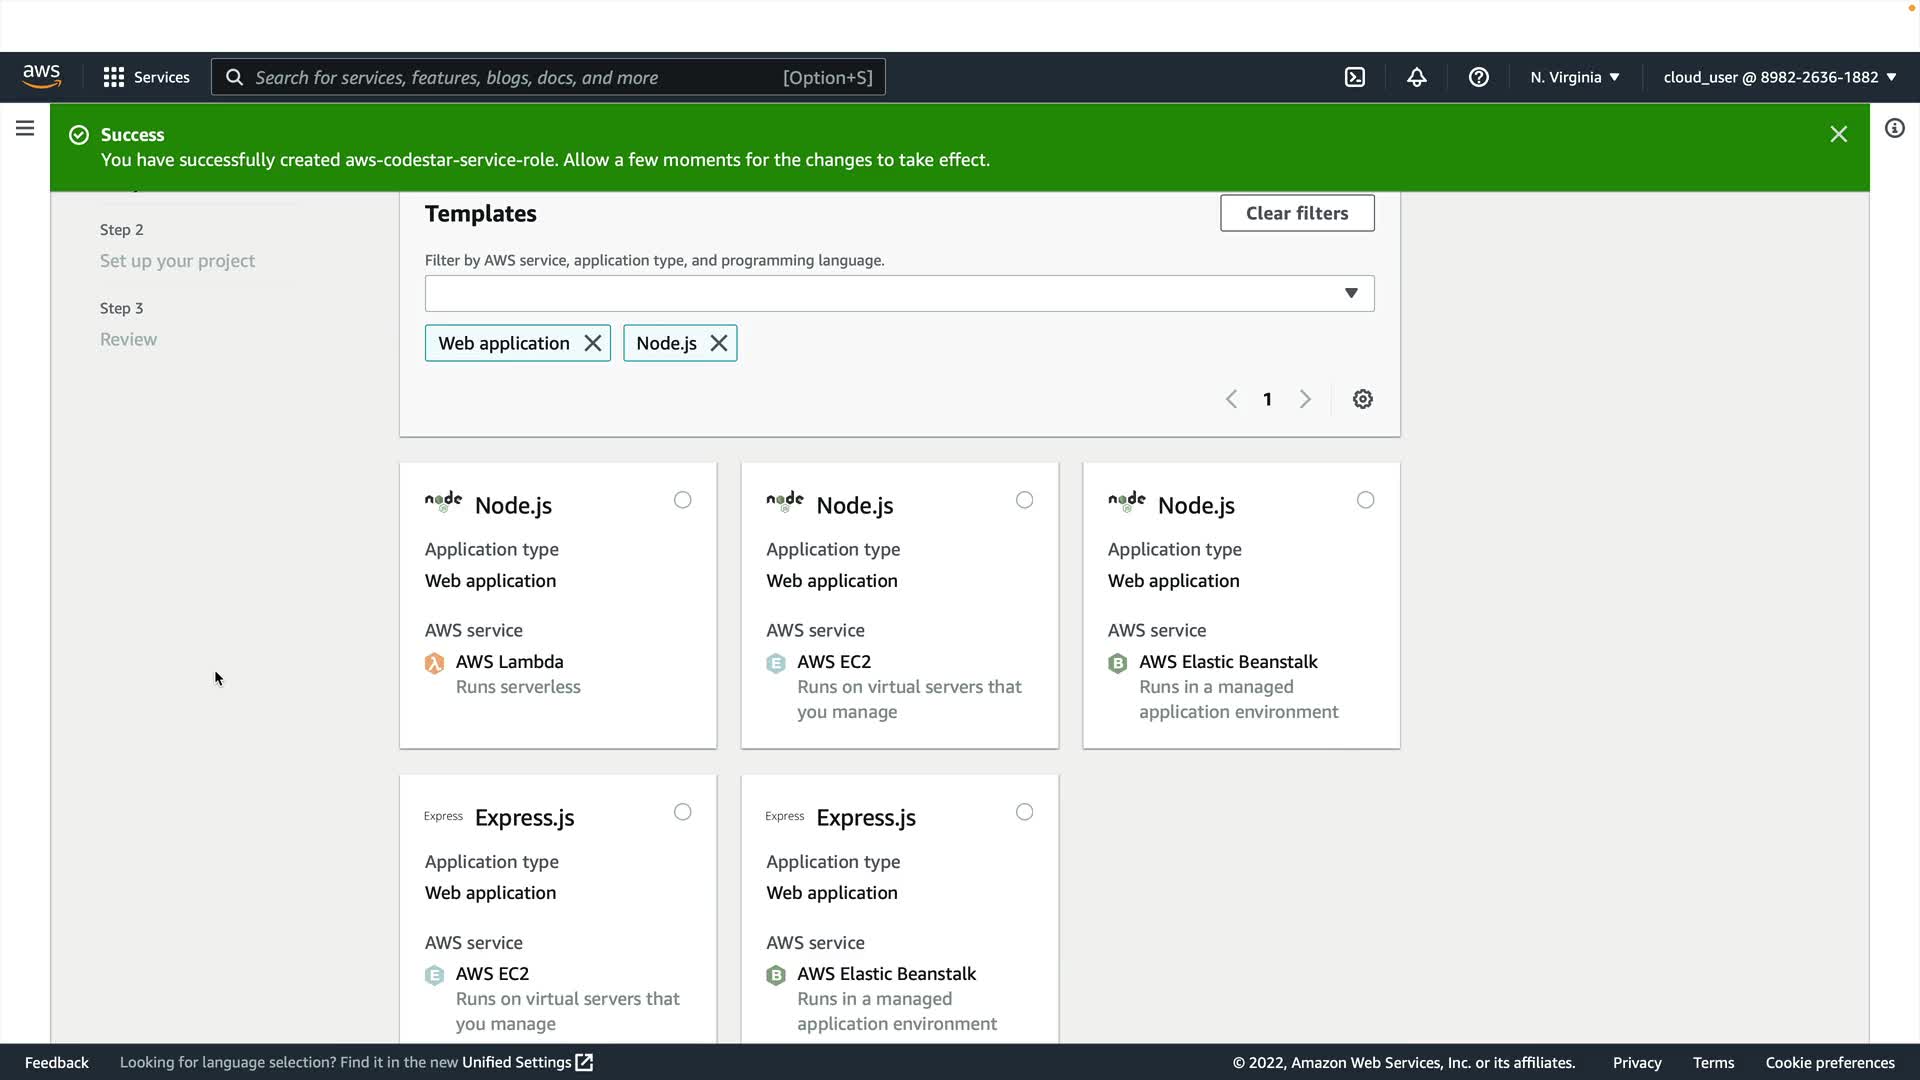 aws
Services
Search for services, features, blogs, docs, and more
[Option+S]
N. Virginia
cloud_user @ 8982-2636-1882
Success
You have successfully created aws-codestar-service-role. Allow a few moments for the changes to take effect.
Step 2
Set up your project
Step 3
Review
Templates
Clear filters
Filter by AWS service, application type, and programming language.
Web application
Node.js
1
node Node.js
Application type
Web application
AWS service
AWS Lambda
Runs serverless
node Node.js
Application type
Web application
AWS service
E AWS EC2
Runs on virtual servers that
you manage
node Node.js
Application type
Web application
AWS service
B AWS Elastic Beanstalk
Runs in a managed
application environment
Express Express.js
Application type
Web application
AWS service
E AWS EC2
Runs on virtual servers that
you manage
Express Express.js
Application type
Web application
AWS service
B AWS Elastic Beanstalk
Runs in a managed
application environment
Feedback
Looking for language selection? Find it in the new Unified Settings
© 2022, Amazon Web Services, Inc. or its affiliates.
Privacy
Terms
Cookie preferences